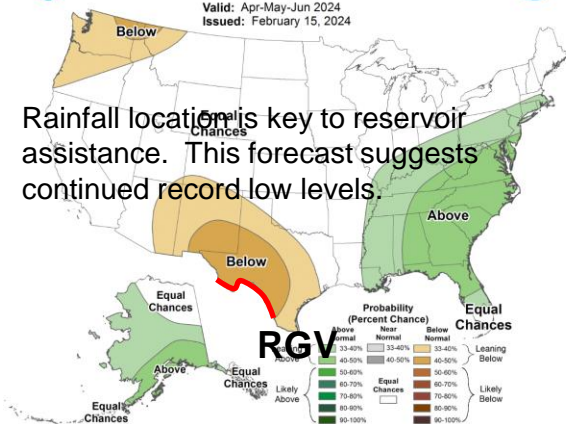 Valid: Apr-May-Jun 2024
Issued: February 15, 2024
Below
Rainfall location is key to reservoir
Equal
Chances
assistance. This forecast suggests
continued record low levels.
Above
Below
Equal
Chances
Above
Equal
Chances
Equal
Chances
Equal
Chances
RGV
Probability
(Percent Chance)
Above
Normal
Near
Normal
Below
Normal
Leaning
Above
33-40% 33-40% 33-40%
40-50% 40-50% 40-50%
Leaning
Below
50-60% 50-60%
60-70% 60-70%
70-80% 70-80%
80-90% 80-90%
90-100% 90-100%
Equal
Chances
Likely
Above
Likely
Below